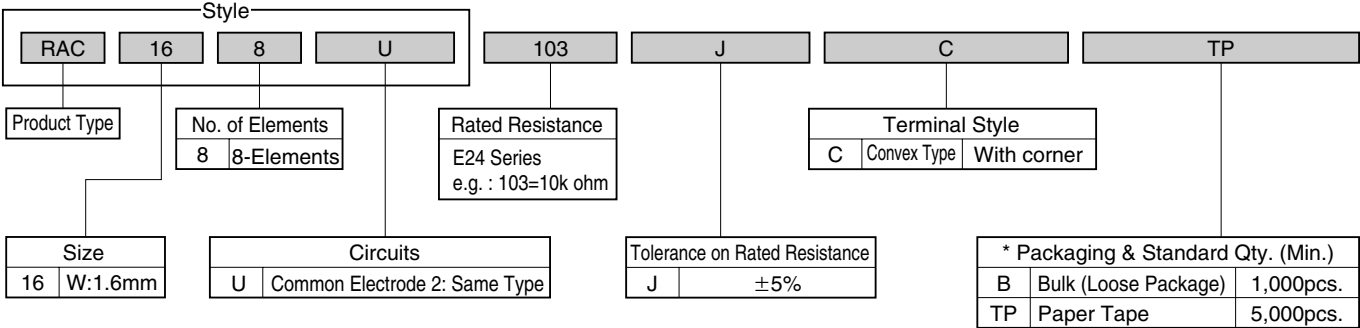 Style
RAC 16 8 U 103 J C TP
Product Type
No. of Elements
8 8-Elements
Rated Resistance
E24 Series
e.g. : 103=10k ohm
Terminal Style
C Convex Type With corner
Size
16 W:1.6mm
Circuits
U Common Electrode 2: Same Type
Tolerance on Rated Resistance
J ±5%
* Packaging & Standard Qty. (Min.)
B Bulk (Loose Package) 1,000pcs.
TP Paper Tape 5,000pcs.